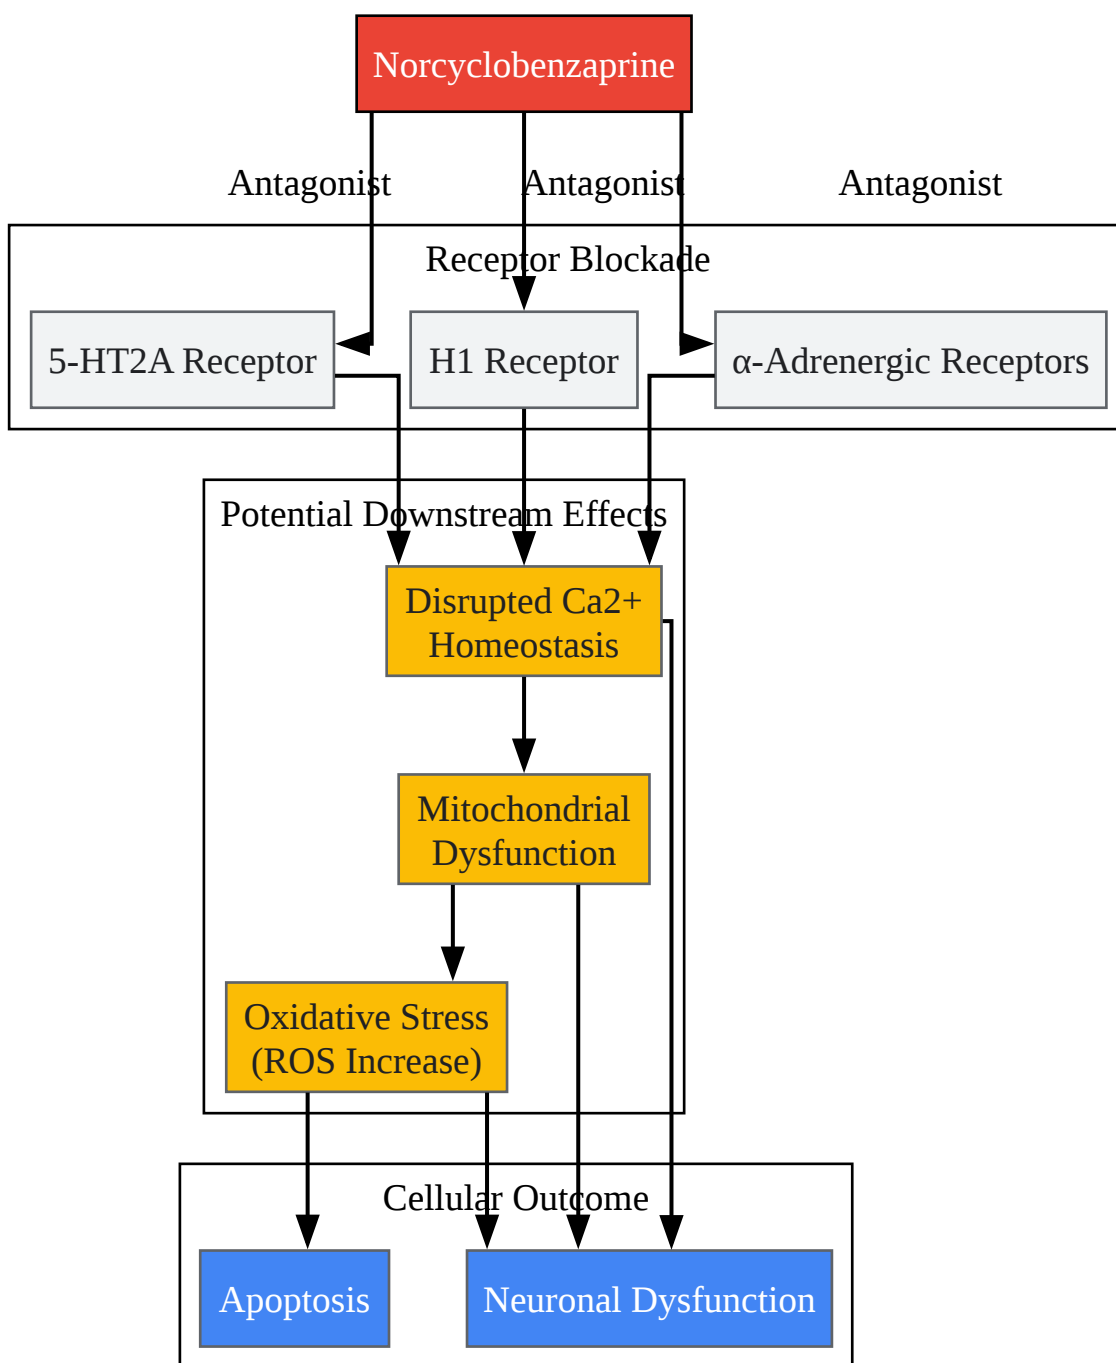 Norcyclobenzaprine
Antagonist
Antagonist
Antagonist
Receptor Blockade
5-HT2A Receptor
H1 Receptor
α-Adrenergic Receptors
Potential Downstream Effects
Disrupted Ca2+
Homeostasis
Mitochondrial
Dysfunction
Oxidative Stress
(ROS Increase)
Cellular Outcome
Apoptosis
Neuronal Dysfunction